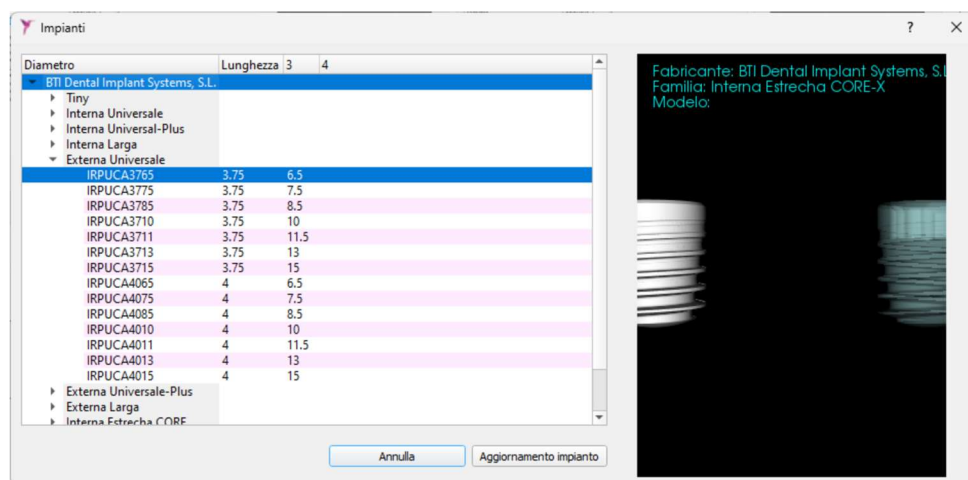 Impianti ? ×
Diametro Lunghezza 3 4
BTI Dental Implant Systems, S.L.
Tiny
Interna Universale
Interna Universal-Plus
Interna Larga
Externa Universale
IRPUCA3765 3.75 6.5
IRPUCA3775 3.75 7.5
IRPUCA3785 3.75 8.5
IRPUCA3710 3.75 10
IRPUCA3711 3.75 11.5
IRPUCA3713 3.75 13
IRPUCA3715 3.75 15
IRPUCA4065 4 6.5
IRPUCA4075 4 7.5
IRPUCA4085 4 8.5
IRPUCA4010 4 10
IRPUCA4011 4 11.5
IRPUCA4013 4 13
IRPUCA4015 4 15
Externa Universale-Plus
Externa Larga
Interna Estrecha CORE
Annulla Aggiornamento impianto
Fabricante: BTI Dental Implant Systems, S.L
Familia: Interna Estrecha CORE-X
Modelo: